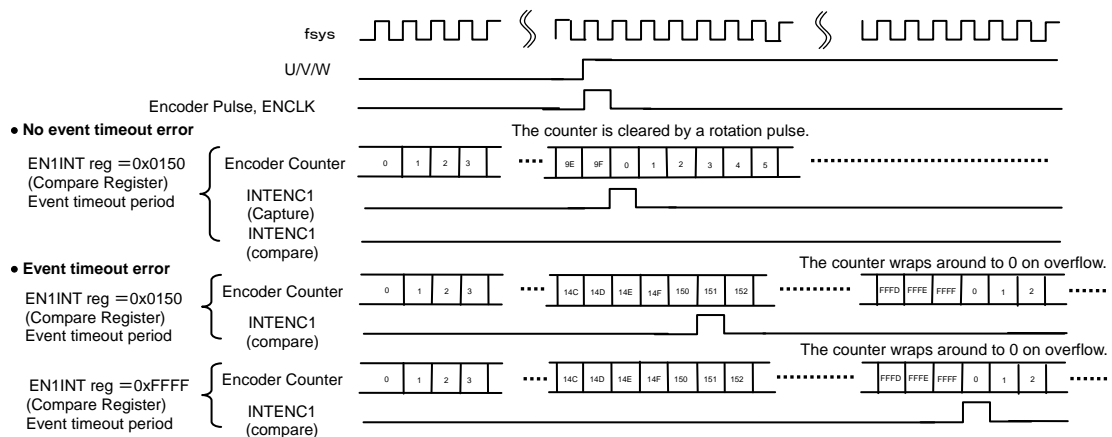 fsys
U/V/W
Encoder Pulse, ENCLK
• No event timeout error
The counter is cleared by a rotation pulse.
EN1INT reg =0x0150
(Compare Register)
Event timeout period
Encoder Counter
0 1 2 3 9E 9F 0 1 2 3 4 5
INTENC1
(Capture)
INTENC1
(compare)
• Event timeout error
The counter wraps around to 0 on overflow.
EN1INT reg =0x0150
(Compare Register)
Event timeout period
Encoder Counter
0 1 2 3 14C 14D 14E 14F 150 151 152 FFFD FFFE FFFF 0 1 2
INTENC1
(compare)
The counter wraps around to 0 on overflow.
EN1INT reg =0xFFFF
(Compare Register)
Event timeout period
Encoder Counter
0 1 2 3 14C 14D 14E 14F 150 151 152 FFFD FFFE FFFF 0 1 2
INTENC1
(compare)